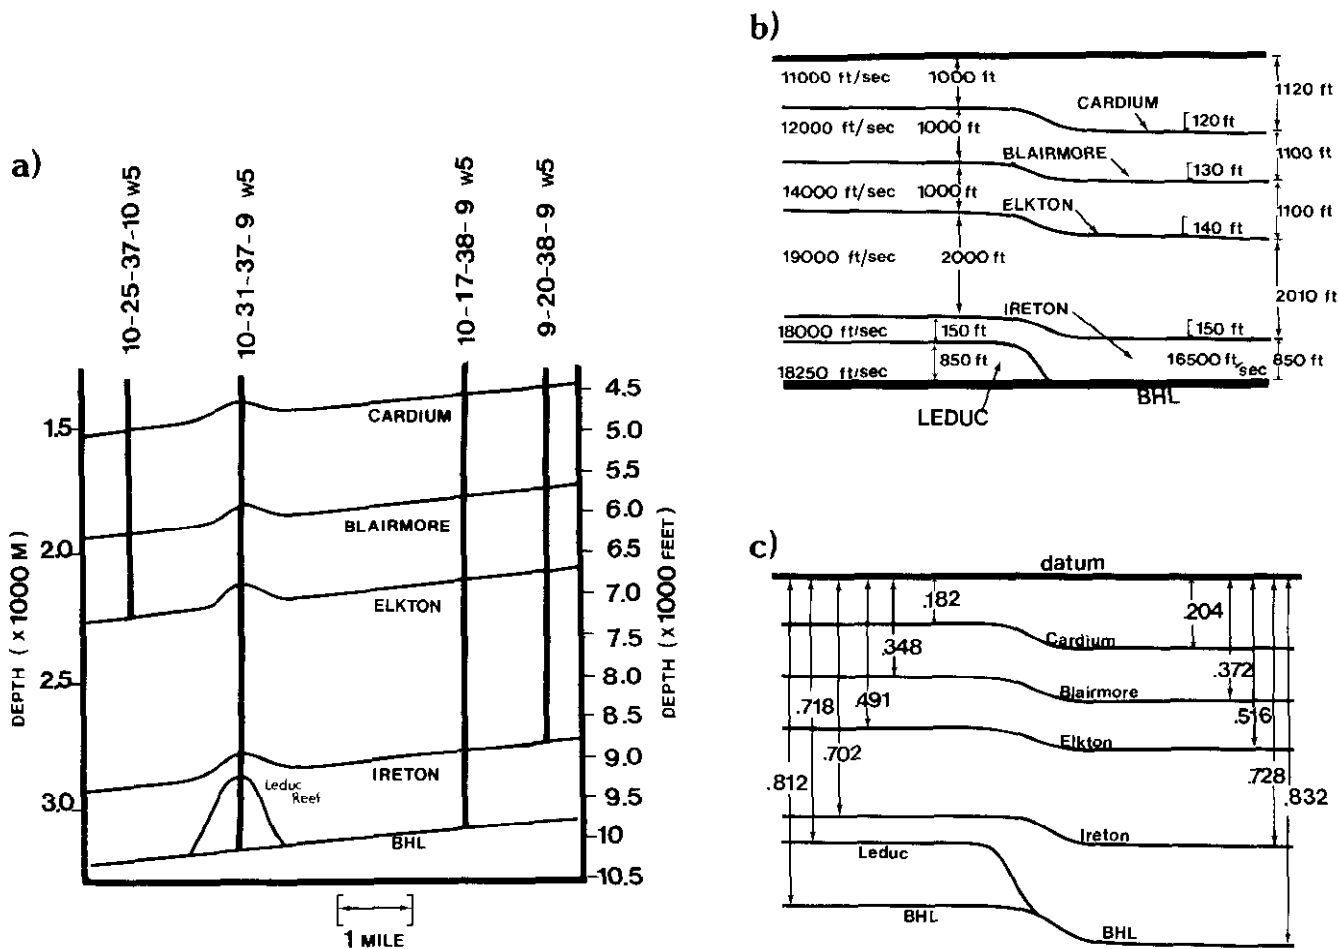 a)
10-25-37-10 w5
10-31-37-9 w5
10-17-38-9 w5
9-20-38-9 w5
DEPTH (x1000 M)
1.5
2.0
2.5
3.0
CARDIUM
BLAIRMORE
ELKTON
IRETON
Leduc
Reef
BHL
4.5
5.0
5.5
6.0
6.5
7.0
7.5
8.0
8.5
9.0
9.5
10
10.5
DEPTH (x1000 FEET)
1 MILE
b)
11000 ft/sec 1000 ft
1120 ft
CARDIUM
120 ft
12000 ft/sec 1000 ft
BLAIRMORE
1100 ft
130 ft
14000 ft/sec 1000 ft
ELKTON
1100 ft
140 ft
19000 ft/sec 2000 ft
2010 ft
IRETON
18000 ft/sec 150 ft
150 ft
18250 ft/sec 850 ft
16500 ft/sec 850 ft
LEDUC
BHL
c)
datum
.182
.204
Cardium
.348
.372
Blairmore
.718
.491
.516
Elkton
.702
.728
.812
.832
Ireton
Leduc
BHL
BHL